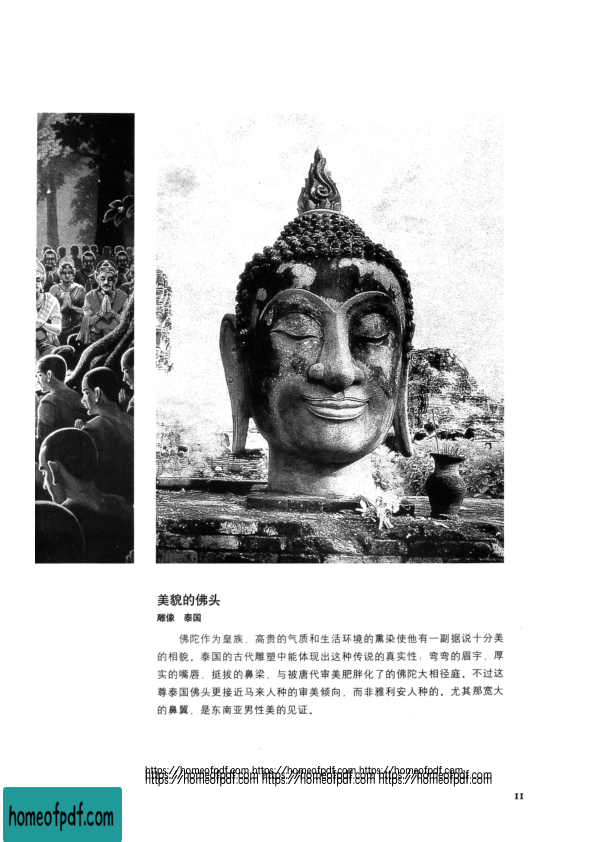 美貌的佛头
雕像 泰国
佛陀作为皇族，高贵的气质和生活环境的熏染使他有一副据说十分美
的相貌。泰国的古代雕塑中能体现出这种传说的真实性：弯弯的眉宇，厚
实的嘴唇，挺拔的鼻梁，与被唐代审美肥胖化了的佛陀大相径庭。不过这
尊泰国佛头更接近马来人种的审美倾向，而非雅利安人种的。尤其那宽大
的鼻翼，是东南亚男性美的见证。
https://homeofpdf.com https://homeofpdf.com https://homeofpdf.com
https://homeofpdf.com https://homeofpdf.com https://homeofpdf.com
11
homeofpdf.com